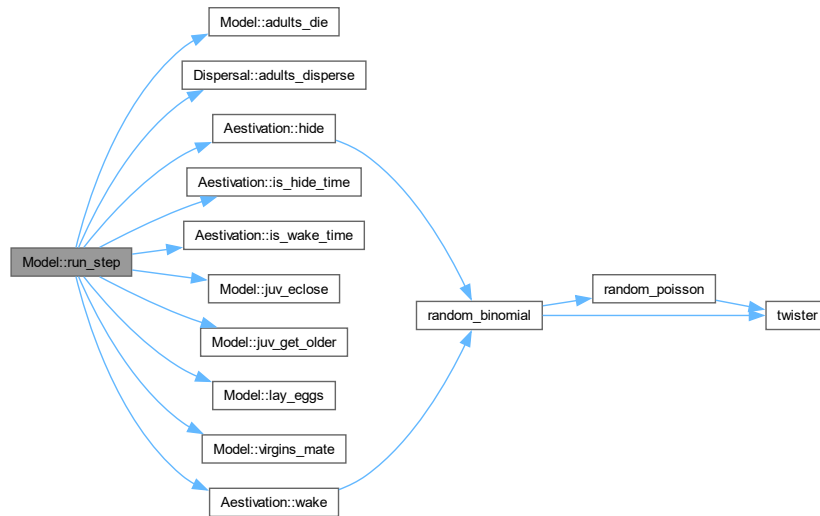 Model::adults_die
Dispersal::adults_disperse
Aestivation::hide
Aestivation::is_hide_time
Aestivation::is_wake_time
Model::run_step
Model::juv_eclose
random_poisson
random_binomial
twister
Model::juv_get_older
Model::lay_eggs
Model::virgins_mate
Aestivation::wake